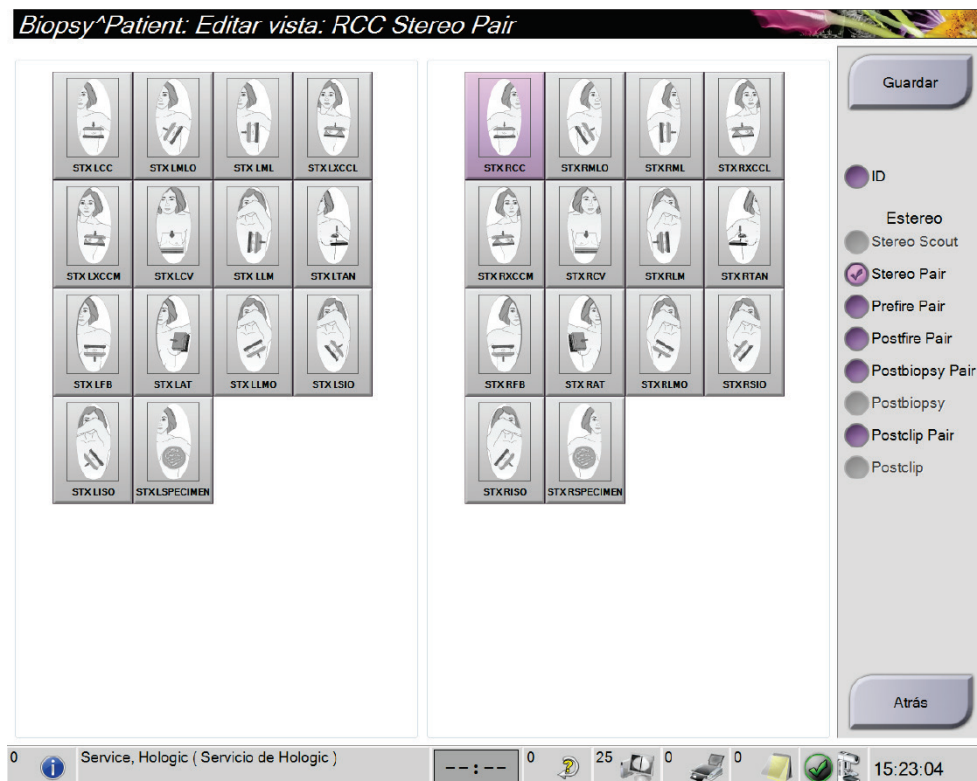 Biopsy^Patient: Editar vista: RCC Stereo Pair
STX LCC STX LMLO STX LML STX LXCCL
STX LXCCM STX LCV STX LLM STX LTAN
STX LFB STX LAT STX LLMO STX LSIO
STX LISO STX LSPECIMEN
STX RCC STX RMLO STX RML STX RXCCL
STX RXCCM STX RCV STX RLM STX RTAN
STX RFB STX RAT STX RLMO STX RSIO
STX RISO STX RSPECIMEN
Guardar
ID
Estereo
Stereo Scout
Stereo Pair
Prefire Pair
Postfire Pair
Postbiopsy Pair
Postbiopsy
Postclip Pair
Postclip
Atrás
0 Service, Hologic ( Servicio de Hologic ) --:-- 0 25 0 0 15:23:04